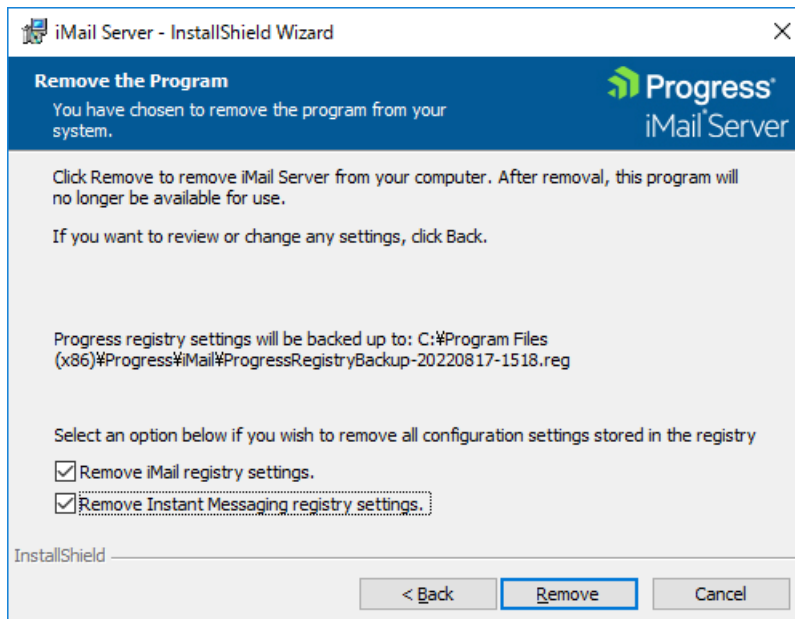 iMail Server - InstallShield Wizard
Remove the Program
You have chosen to remove the program from your
system.
Progress®
iMail® Server
Click Remove to remove iMail Server from your computer. After removal, this program will
no longer be available for use.
If you want to review or change any settings, click Back.
Progress registry settings will be backed up to: C:¥Program Files
(x86)¥Progress¥iMail¥ProgressRegistryBackup-20220817-1518.reg
Select an option below if you wish to remove all configuration settings stored in the registry
Remove iMail registry settings.
Remove Instant Messaging registry settings.
InstallShield
< Back
Remove
Cancel